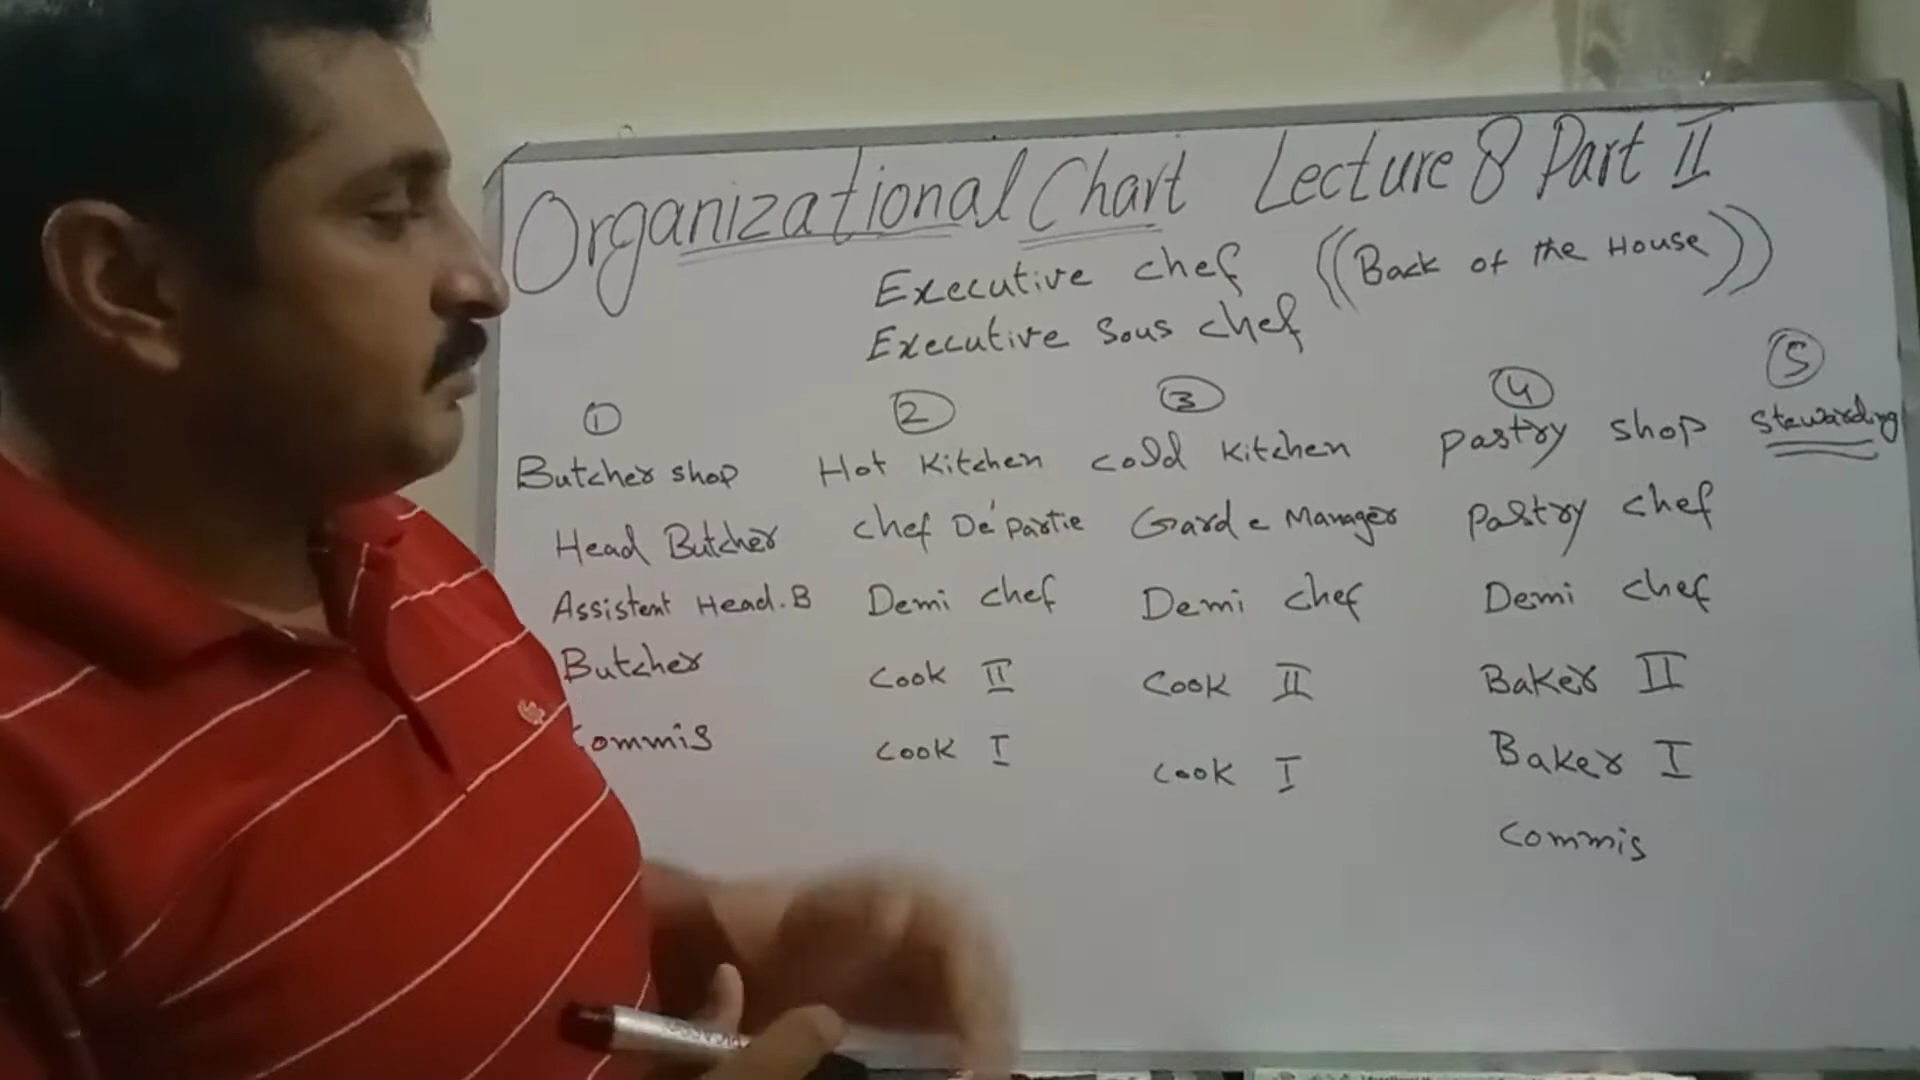 Organizational Chart Lecture 8 Part II
Executive chef ((Back of the House))
Executive Sous chef
1 2 3 4 5
Butcher shop Hot Kitchen cold Kitchen Pastry shop Stewarding
Head Butcher chef De'Partie Gard e Manager Pastry chef
Assistent Head.B Demi chef Demi chef Demi chef
Butcher Cook II Cook II Baker II
Commis Cook I Cook I Baker I
Commis